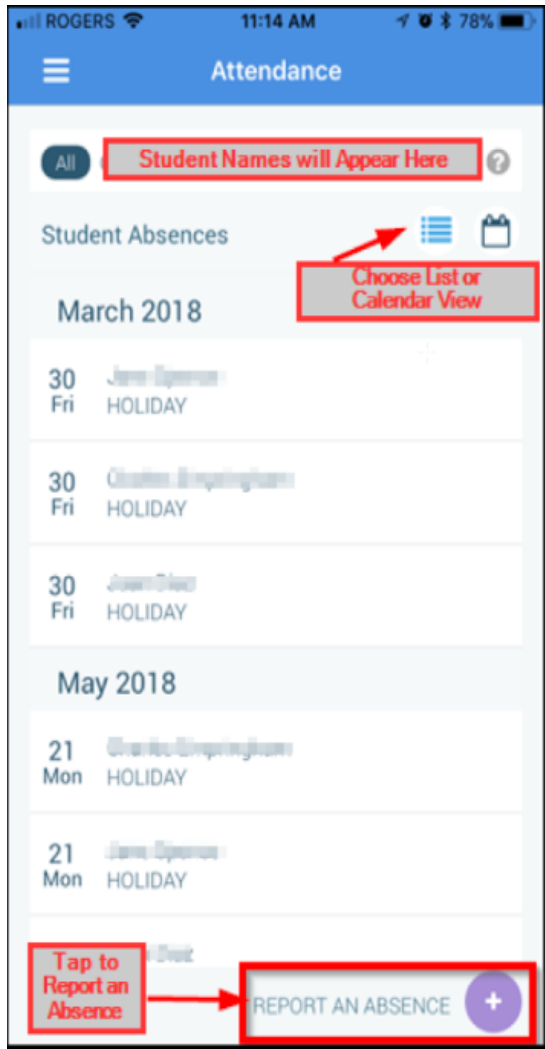 ROGERS 11:14 AM 78%
Attendance
All Student Names will Appear Here ?
Student Absences
Choose List or
Calendar View
March 2018
30
Fri HOLIDAY
30
Fri HOLIDAY
30
Fri HOLIDAY
May 2018
21
Mon HOLIDAY
21
Mon HOLIDAY
Tap to
Report an
Absence
REPORT AN ABSENCE +